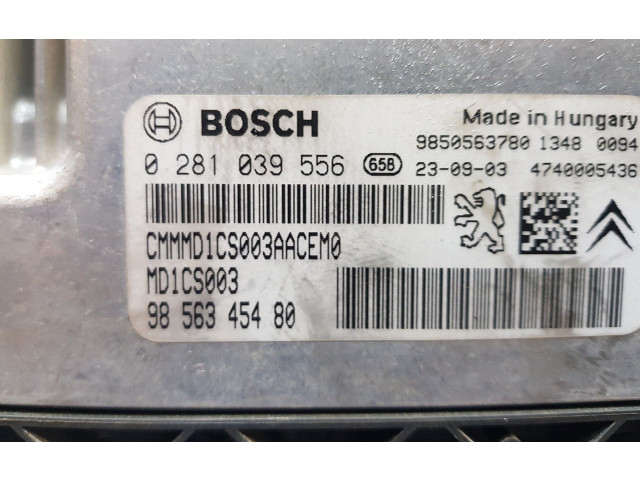 BOSCH
Made in Hungary
9850563780 1348 0094
0 281 039 556 65B 23-09-03 4740005436
CMMMD1CS003AACEM0
MD1CS003
98 563 454 80